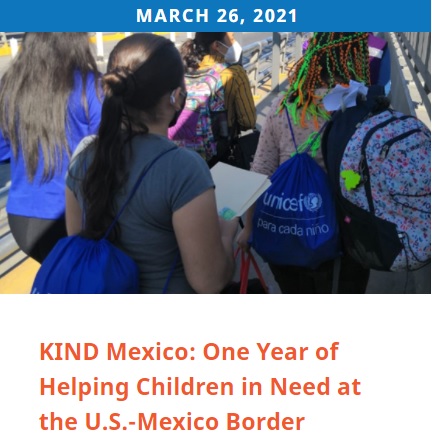 MARCH 26, 2021
unicef
para cada niño
KIND Mexico: One Year of
Helping Children in Need at
the U.S.-Mexico Border